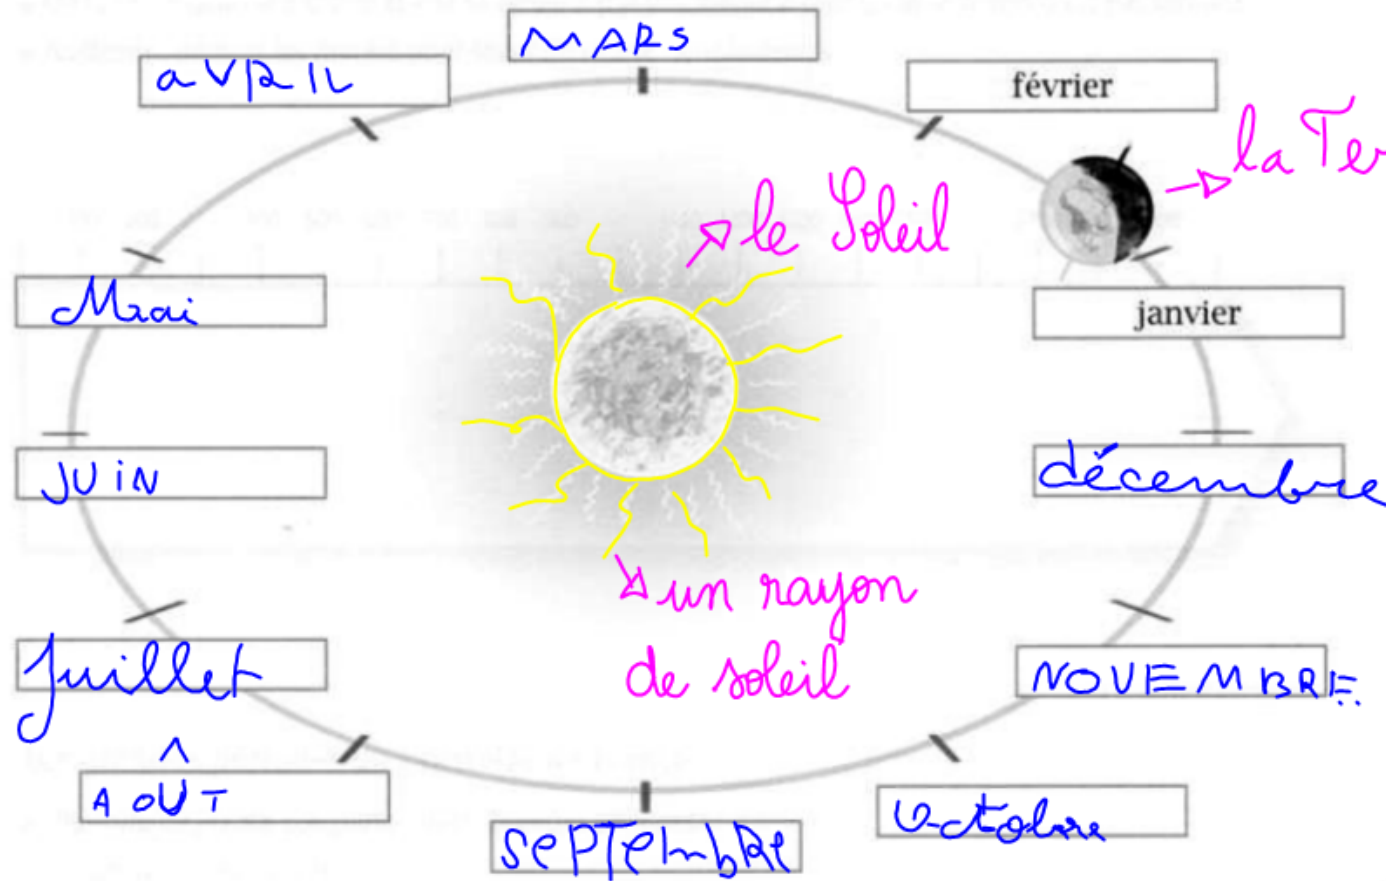 MARS
aVRIL
février
la Ter
le Soleil
Mai
janvier
JUIN
décembre
un rayon
de soleil
Juillet
NOVEMBRE
AOÛT
octobre
sePTembRe